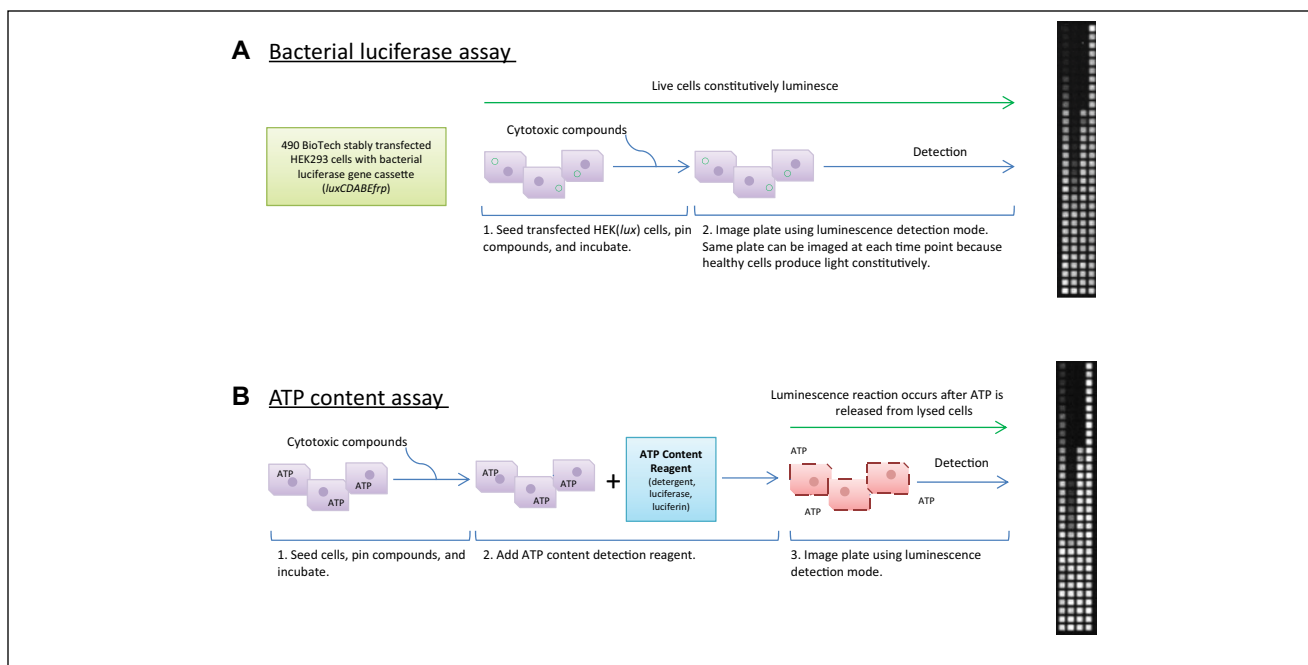 A Bacterial luciferase assay
Live cells constitutively luminesce
490 BioTech stably transfected
HEK293 cells with bacterial
luciferase gene cassette
(luxCDABEfrp)
Cytotoxic compounds
Detection
1. Seed transfected HEK(lux) cells, pin
compounds, and incubate.
2. Image plate using luminescence detection mode.
Same plate can be imaged at each time point because
healthy cells produce light constitutively.
B ATP content assay
Luminescence reaction occurs after ATP is
released from lysed cells
Cytotoxic compounds
ATP
ATP
ATP
ATP
ATP
ATP
+
ATP Content
Reagent
(detergent,
luciferase,
luciferin)
ATP
ATP
ATP
Detection
1. Seed cells, pin compounds, and
incubate.
2. Add ATP content detection reagent.
3. Image plate using luminescence
detection mode.